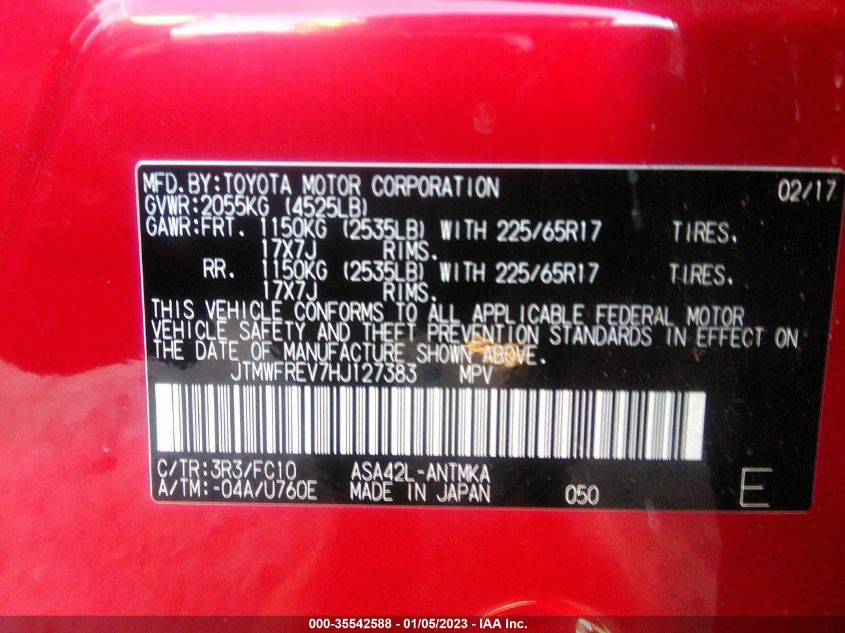 MFD.BY:TOYOTA MOTOR CORPORATION 02/17
GVWR:2055KG (4525LB)
GAWR:FRT. 1150KG (2535LB) WITH 225/65R17 TIRES.
17X7J RIMS.
RR. 1150KG (2535LB) WITH 225/65R17 TIRES.
17X7J RIMS.
THIS VEHICLE CONFORMS TO ALL APPLICABLE FEDERAL MOTOR
VEHICLE SAFETY AND THEFT PREVENTION STANDARDS IN EFFECT ON
THE DATE OF MANUFACTURE SHOWN ABOVE.
JTMWFREV7HJ127383 MPV
C/TR:3R3/FC10 ASA42L-ANTMKA
A/TM:-04A/U760E MADE IN JAPAN 050 E
000-35542588 - 01/05/2023 - IAA Inc.